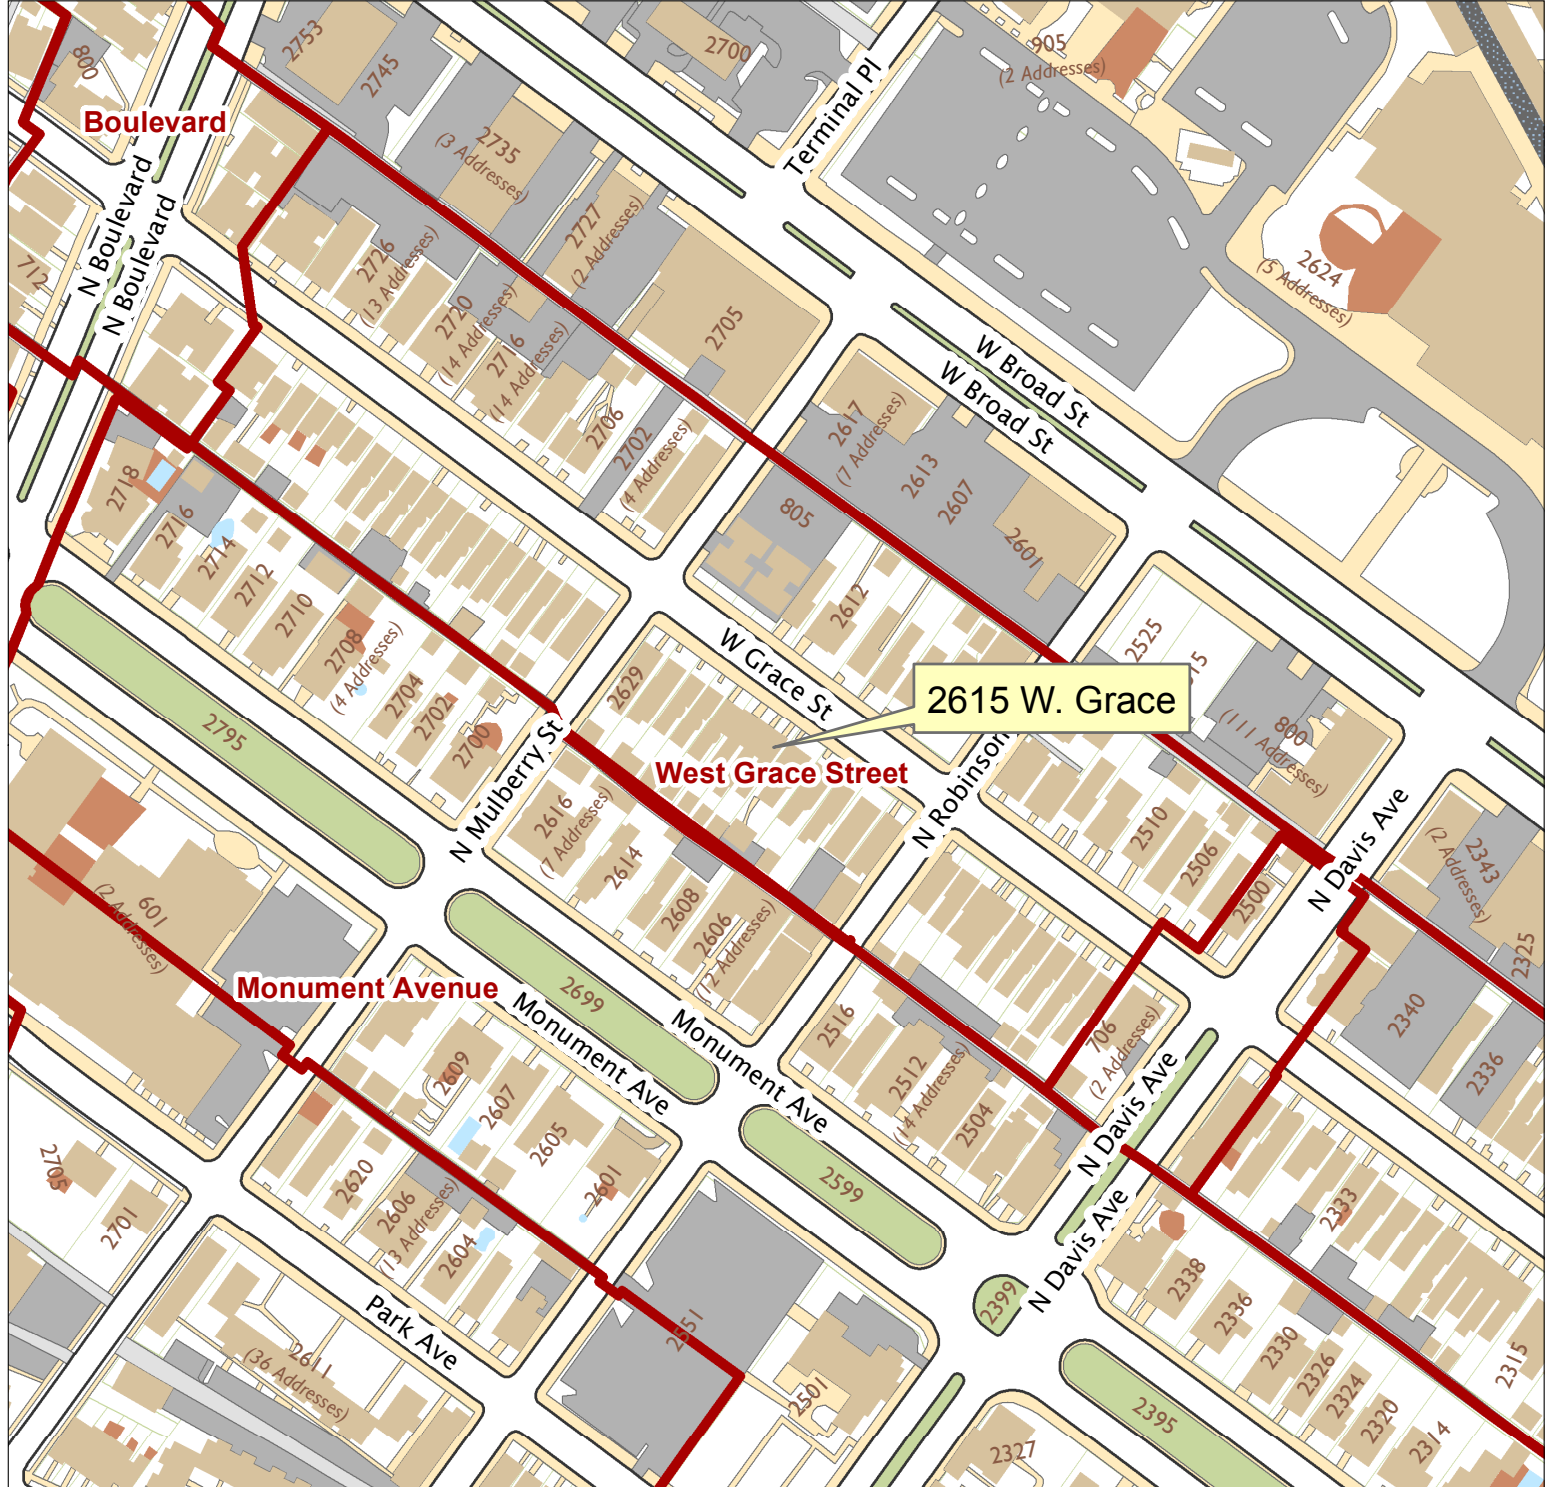 800
2753
2745
2700
905
(2 Addresses)
Terminal Pl
Boulevard
2735
(3 Addresses)
N Boulevard
N Boulevard
712
2727
(2 Addresses)
2726
(13 Addresses)
2720
(14 Addresses)
2716
(14 Addresses)
2705
2624
(5 Addresses)
W Broad St
W Broad St
2706
2702
(4 Addresses)
2617
(7 Addresses)
2613
2607
2601
805
2718
2716
2714
2712
2710
2708
(4 Addresses)
2704
2702
2700
2612
2525
800
(111 Addresses)
W Grace St
2629
2615 W. Grace
2795
N Mulberry St
West Grace Street
N Robinson
2616
(7 Addresses)
2614
2608
2606
(12 Addresses)
2510
2506
2500
N Davis Ave
2343
(2 Addresses)
2325
601
(2 Addresses)
Monument Avenue
2699
Monument Ave
Monument Ave
2516
2512
(14 Addresses)
2504
706
(2 Addresses)
2340
2336
N Davis Ave
N Davis Ave
2609
2607
2605
2601
2599
2705
2701
2620
2606
(13 Addresses)
2604
Park Ave
2611
(36 Addresses)
2551
2501
2399
2333
2338
2336
2330
2326
2324
2320
2314
2315
2395
2327